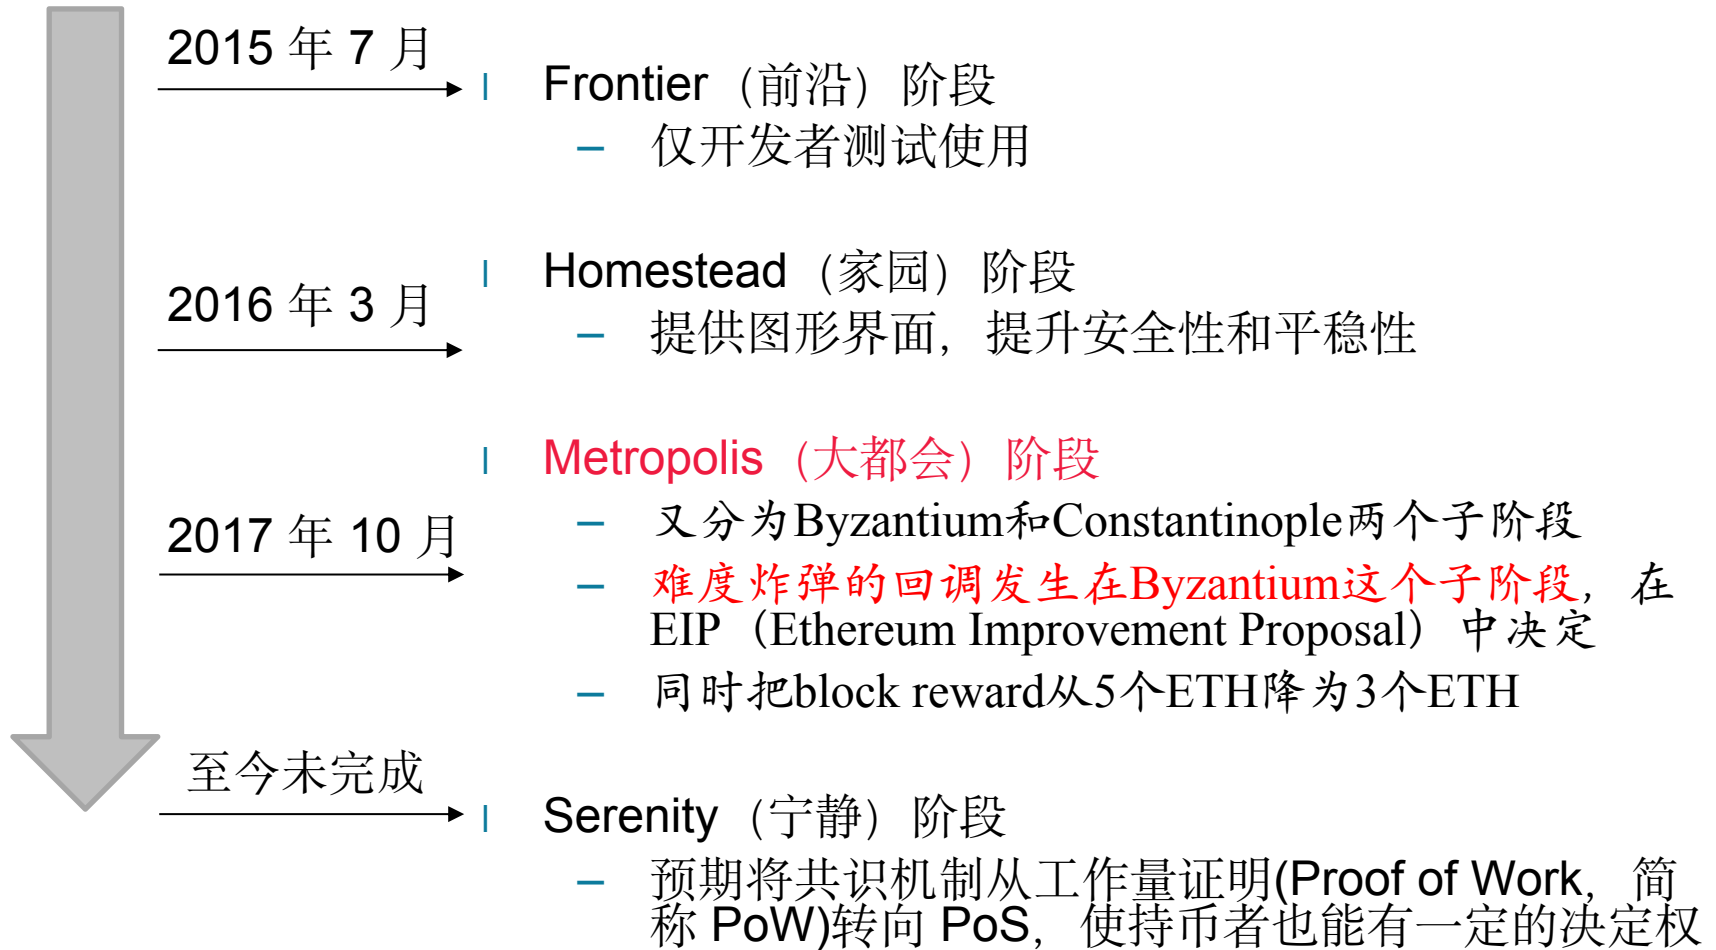 2015 年 7 月
Frontier（前沿）阶段
– 仅开发者测试使用
2016 年 3 月
Homestead（家园）阶段
– 提供图形界面，提升安全性和平稳性
2017 年 10 月
Metropolis（大都会）阶段
– 又分为Byzantium和Constantinople两个子阶段
– 难度炸弹的回调发生在Byzantium这个子阶段，在
EIP（Ethereum Improvement Proposal）中决定
– 同时把block reward从5个ETH降为3个ETH
至今未完成
Serenity（宁静）阶段
– 预期将共识机制从工作量证明(Proof of Work，简
称 PoW)转向 PoS，使持币者也能有一定的决定权